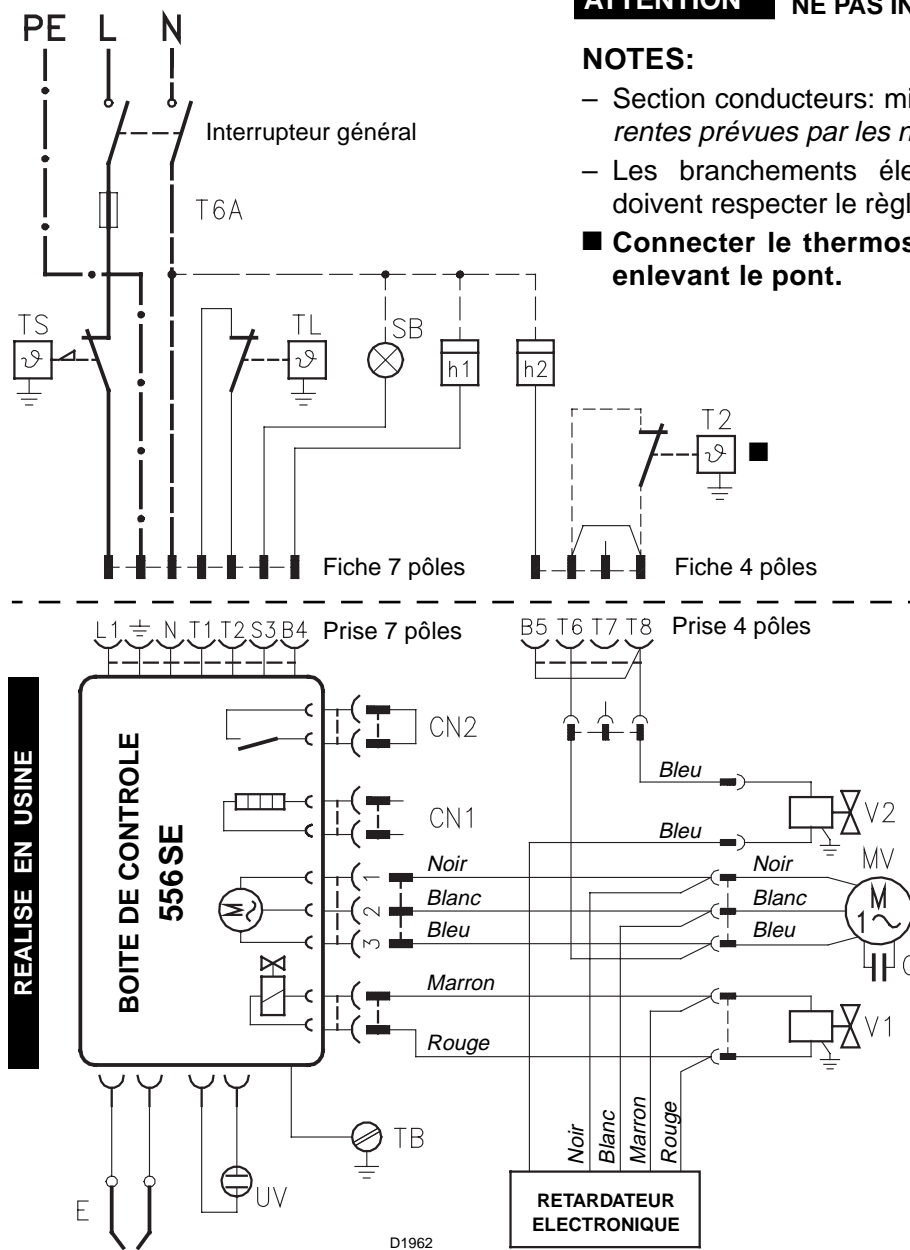 ATTENTION NE PAS IN
PE L N
NOTES:
– Section conducteurs: mi
rentes prévues par les n
– Les branchements éle
doivent respecter le règl
■ Connecter le thermos
enlevant le pont.
Interrupteur général
T6A
TS
TL
SB
h1
h2
T2
■
Fiche 7 pôles
Fiche 4 pôles
L1 N T1 T2 S3 B4 Prise 7 pôles
B5 T6 T7 T8 Prise 4 pôles
REALISE EN USINE
BOITE DE CONTROLE
556SE
CN2
CN1
Bleu
V2
Bleu
MV
1 Noir
Noir
2 Blanc
Blanc
3 Bleu
Bleu
M
M
1
C
Marron
V1
Rouge
TB
Noir
Blanc
Marron
Rouge
E
UV
RETARDATEUR
ELECTRONIQUE
D1962